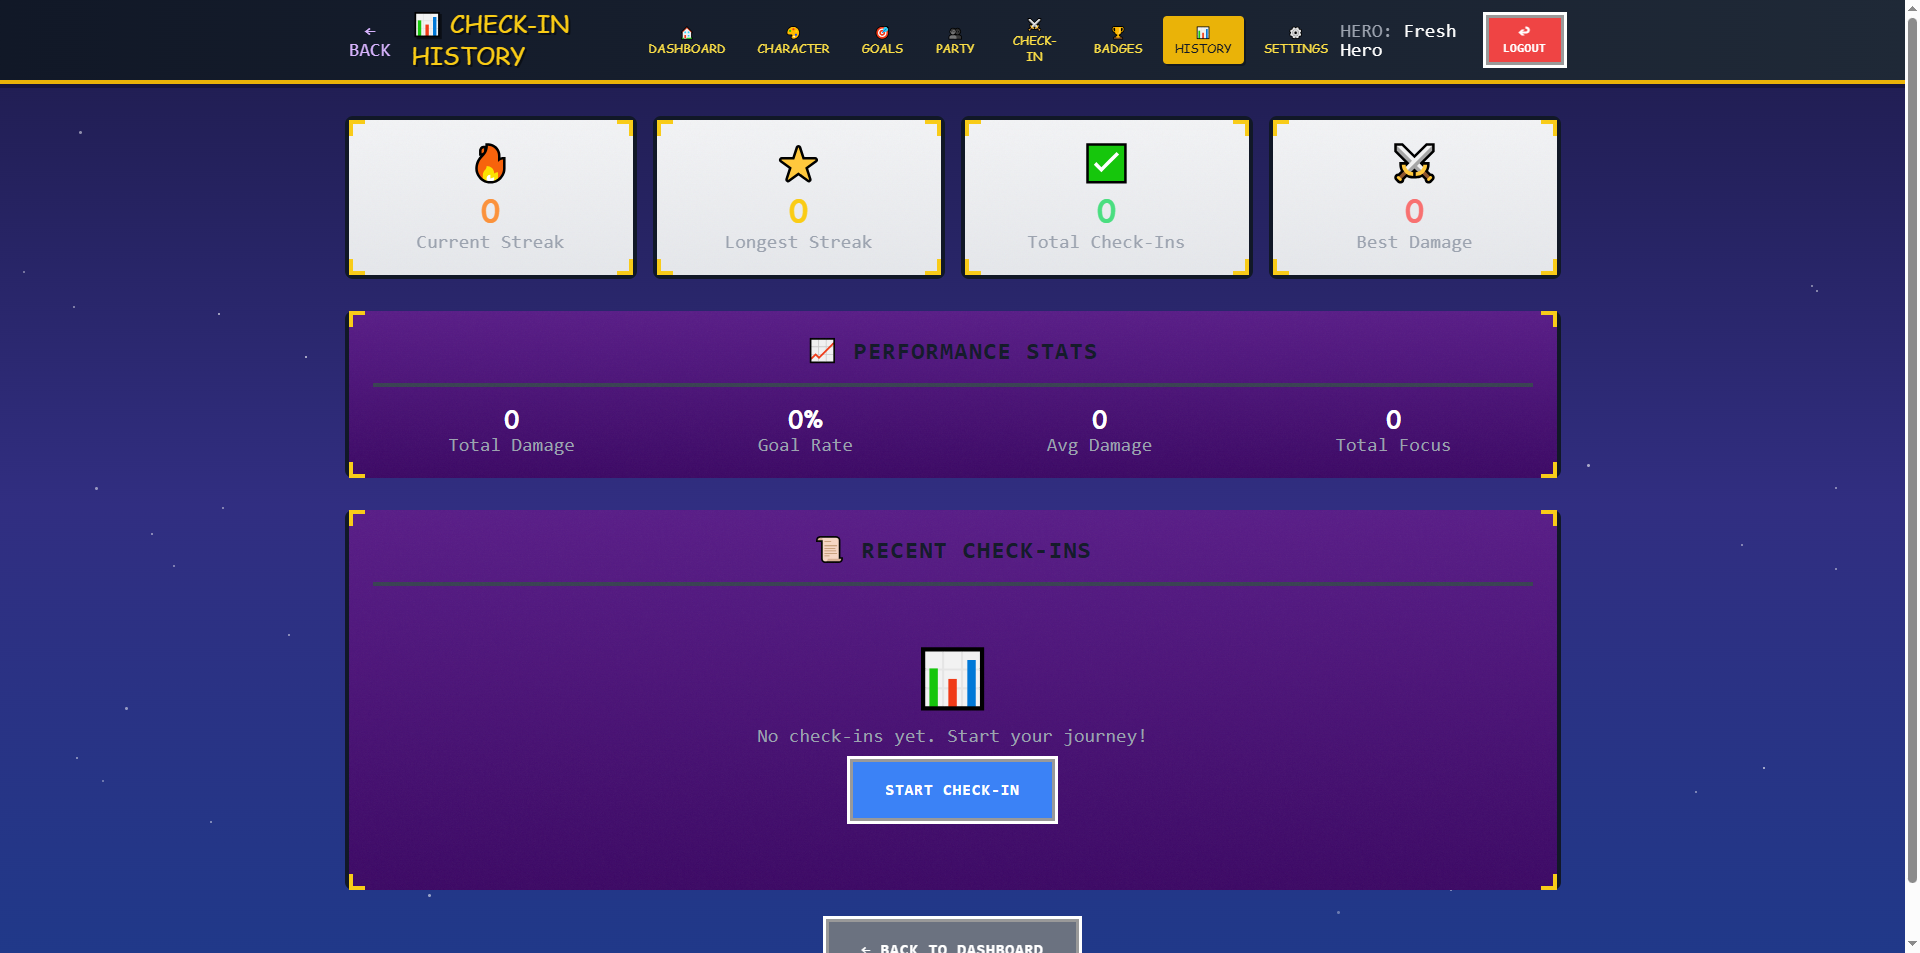 ←
BACK
CHECK-IN
HISTORY
DASHBOARD
CHARACTER
GOALS
PARTY
CHECK-
IN
BADGES
HISTORY
SETTINGS
HERO: Fresh
Hero
LOGOUT
0
Current Streak
0
Longest Streak
0
Total Check-Ins
0
Best Damage
PERFORMANCE STATS
0
Total Damage
0%
Goal Rate
0
Avg Damage
0
Total Focus
RECENT CHECK-INS
No check-ins yet. Start your journey!
START CHECK-IN
← BACK TO DASHBOARD